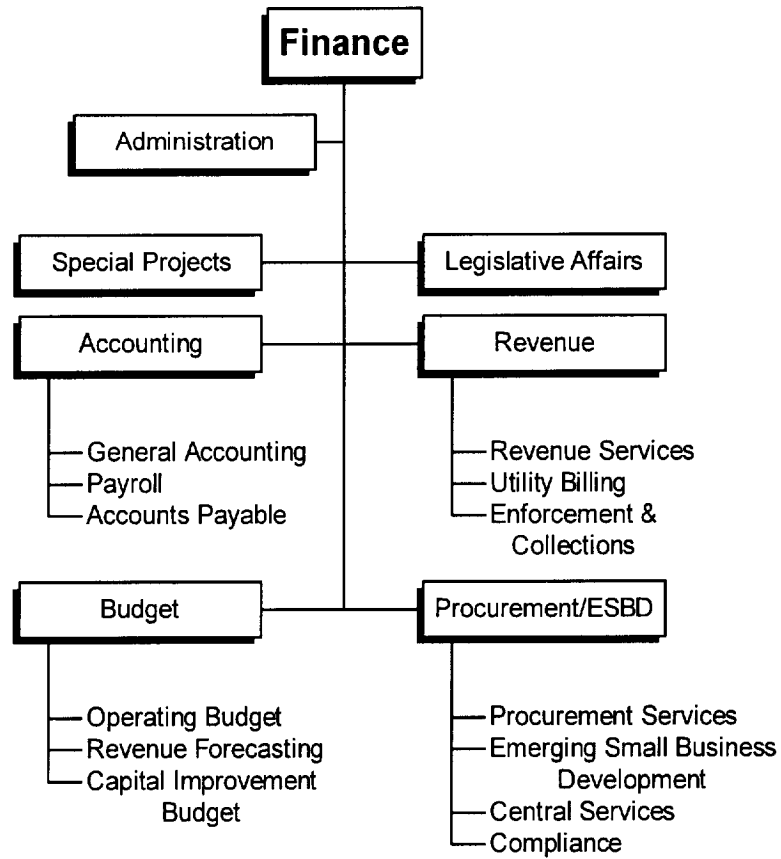 Finance
Administration
Special Projects
Legislative Affairs
Accounting
General Accounting
Payroll
Accounts Payable
Revenue
Revenue Services
Utility Billing
Enforcement &
Collections
Budget
Operating Budget
Revenue Forecasting
Capital Improvement
Budget
Procurement/ESBD
Procurement Services
Emerging Small Business
Development
Central Services
Compliance